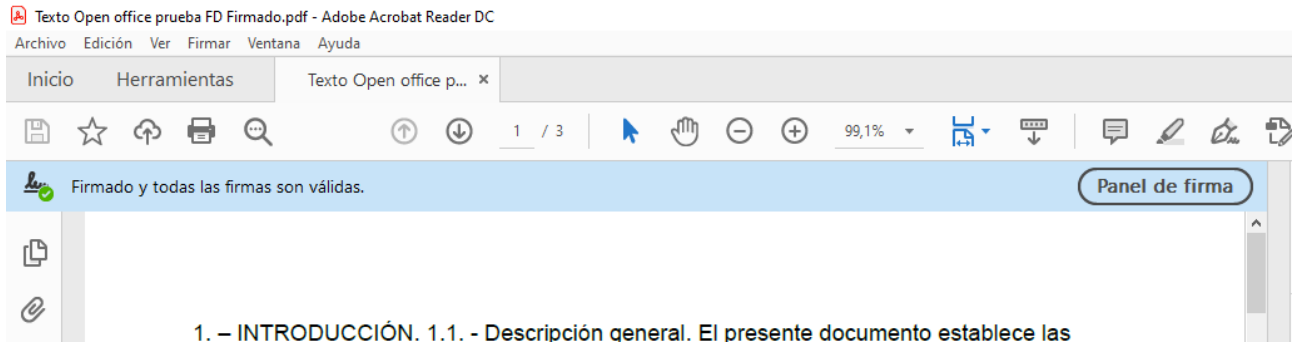 Texto Open office prueba FD Firmado.pdf - Adobe Acrobat Reader DC
Archivo Edición Ver Firmar Ventana Ayuda
Inicio Herramientas Texto Open office p... ×
1 / 3 99,1%
Firmado y todas las firmas son válidas. Panel de firma
1. – INTRODUCCIÓN. 1.1. - Descripción general. El presente documento establece las